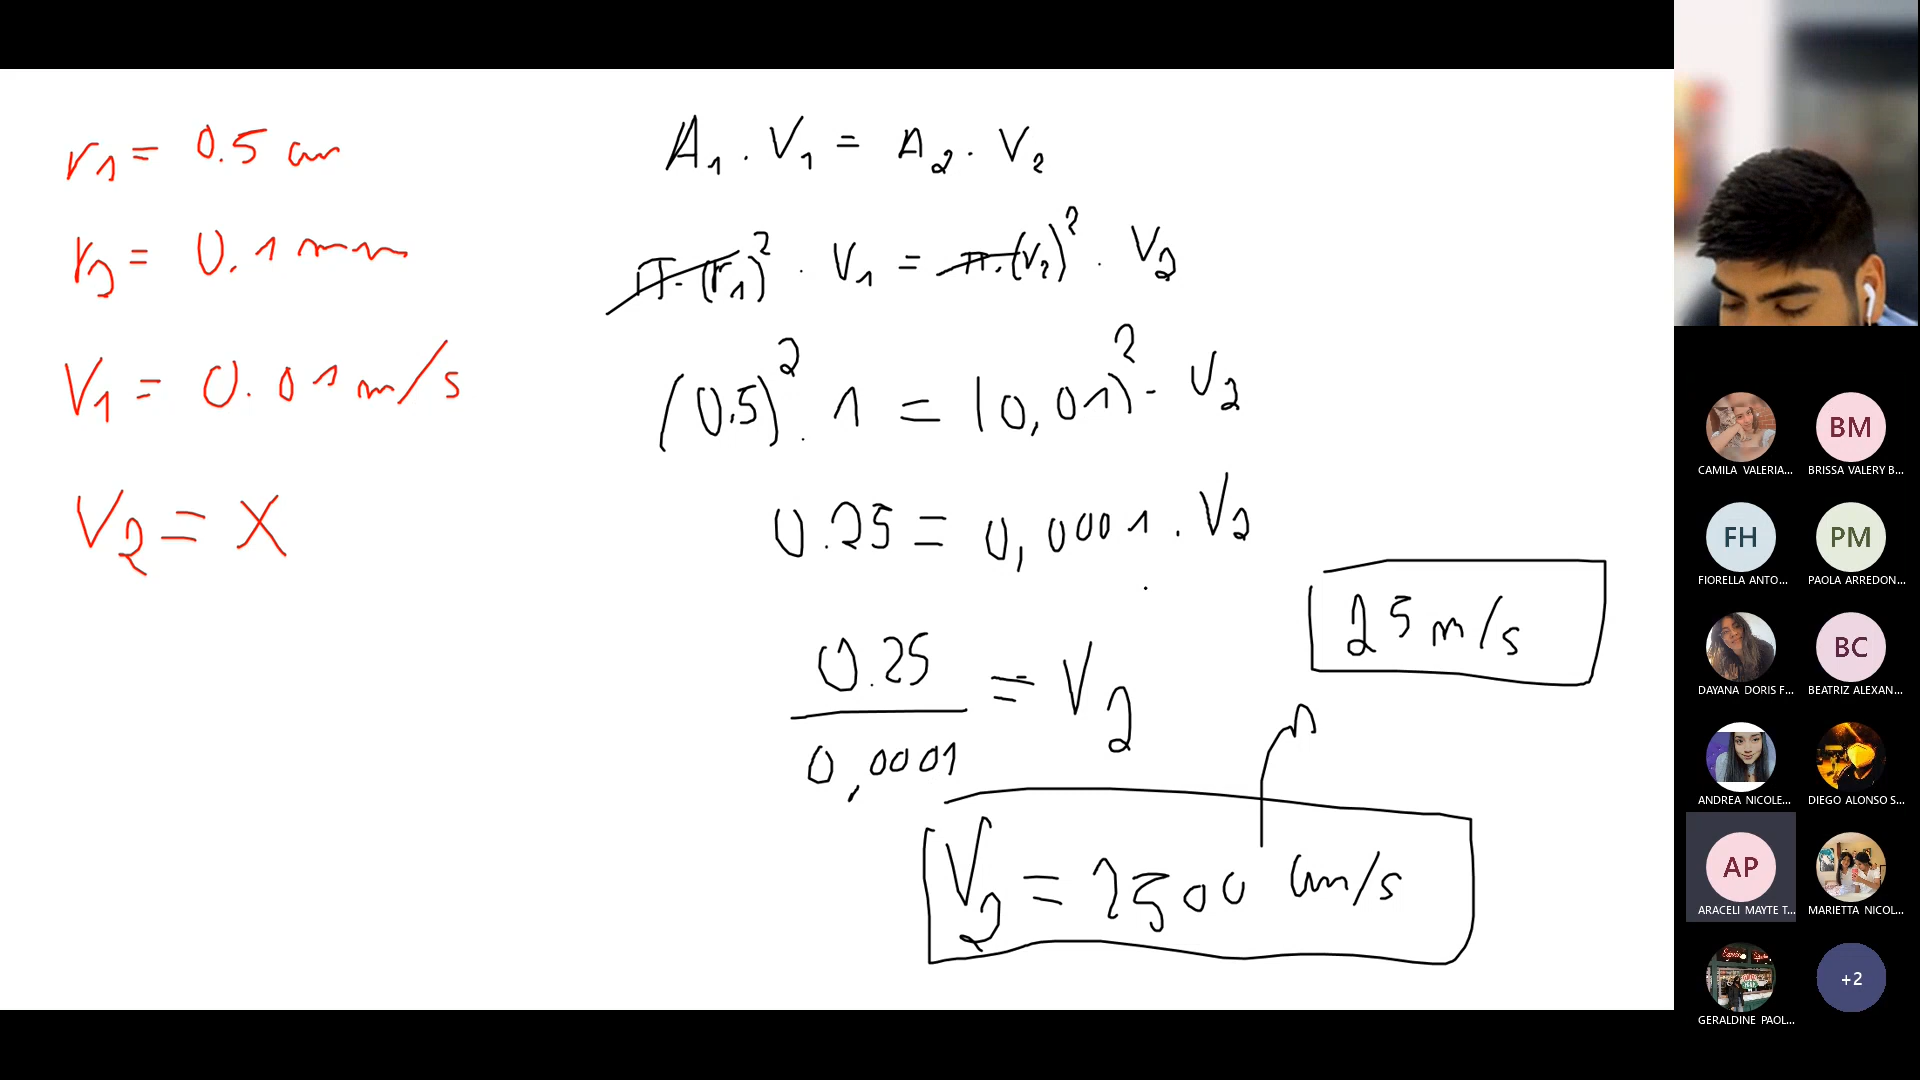 r1 = 0.5 cm
r2 = 0.1 mm
V1 = 0.01 m/s
V2 = X
A1 . V1 = A2 . V2
π.(r1)² . V1 = π.(r2)² . V2
(0.5)² . 1 = (0,01)² . V2
0.25 = 0,0001 . V2
0.25
0,0001
= V2
25 m/s
V2 = 2500 cm/s
CAMILA VALERIA...
BM
BRISSA VALERY B...
FH
FIORELLA ANTO...
PM
PAOLA ARREDON...
DAYANA DORIS F...
BC
BEATRIZ ALEXAN...
ANDREA NICOLE...
DIEGO ALONSO S...
AP
ARACELI MAYTE T...
MARIETTA NICOL...
GERALDINE PAOL...
+2